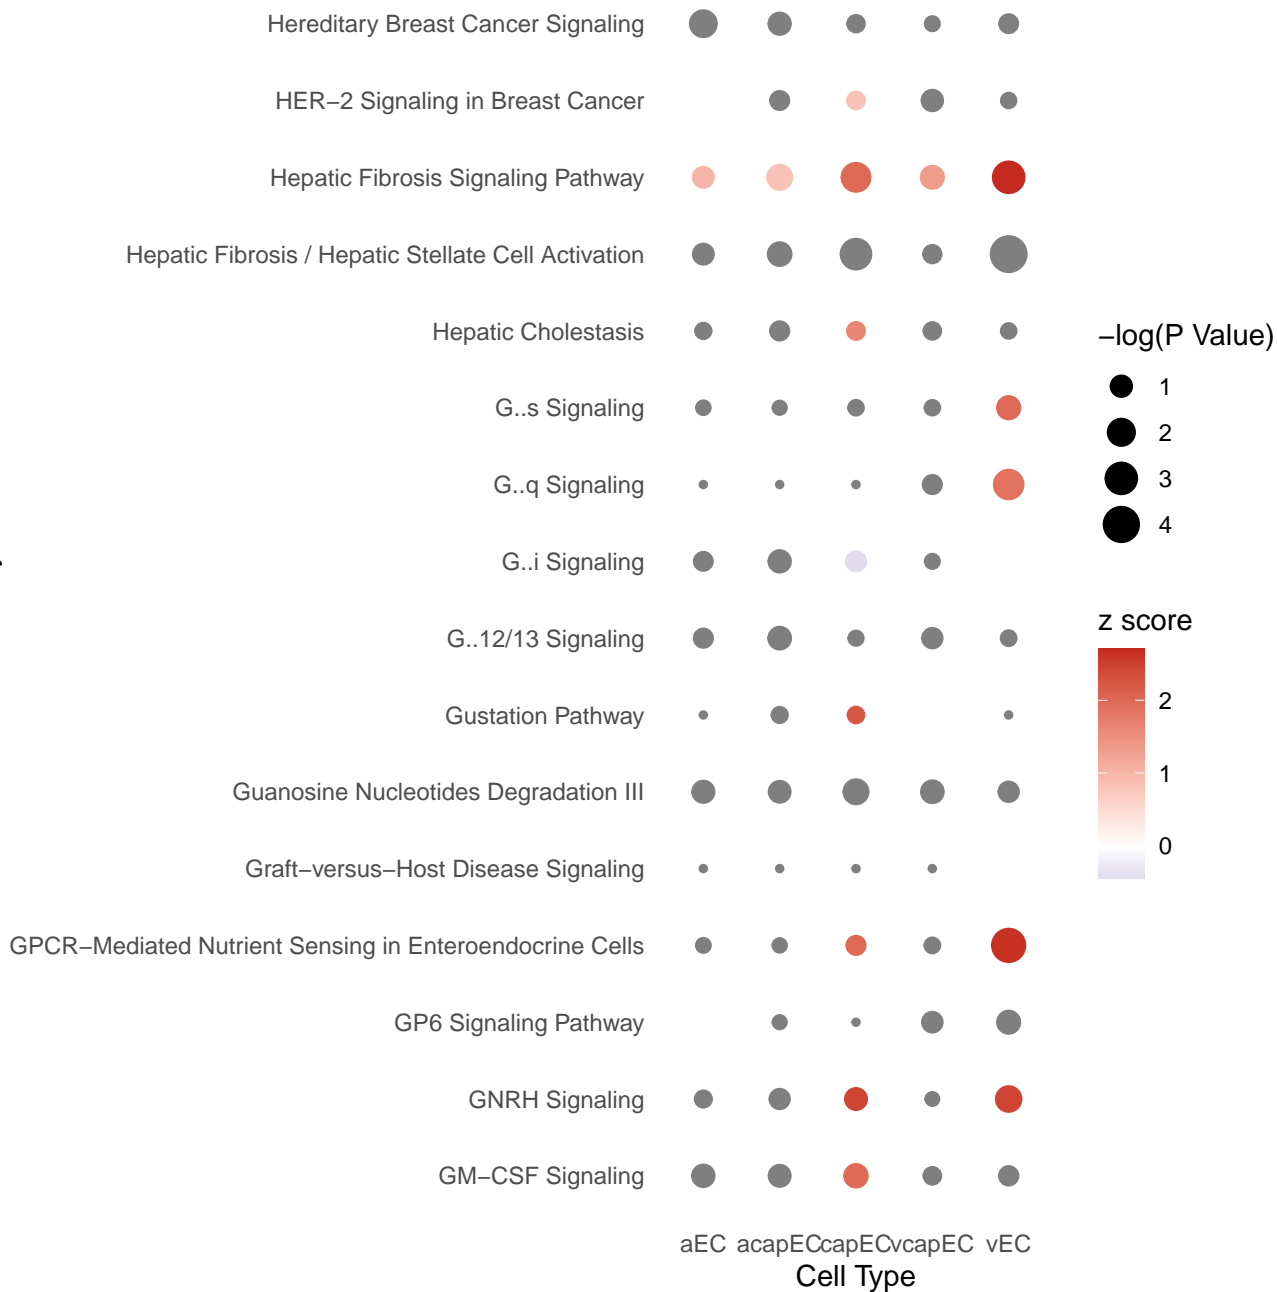 Hereditary Breast Cancer Signaling
HER−2 Signaling in Breast Cancer
Hepatic Fibrosis Signaling Pathway
Hepatic Fibrosis / Hepatic Stellate Cell Activation
Hepatic Cholestasis
G..s Signaling
G..q Signaling
G..i Signaling
G..12/13 Signaling
Gustation Pathway
Guanosine Nucleotides Degradation III
Graft−versus−Host Disease Signaling
GPCR−Mediated Nutrient Sensing in Enteroendocrine Cells
GP6 Signaling Pathway
GNRH Signaling
GM−CSF Signaling
aEC acapEC capEC vcapEC vEC
Cell Type
−log(P Value)
1
2
3
4
z score
2
1
0